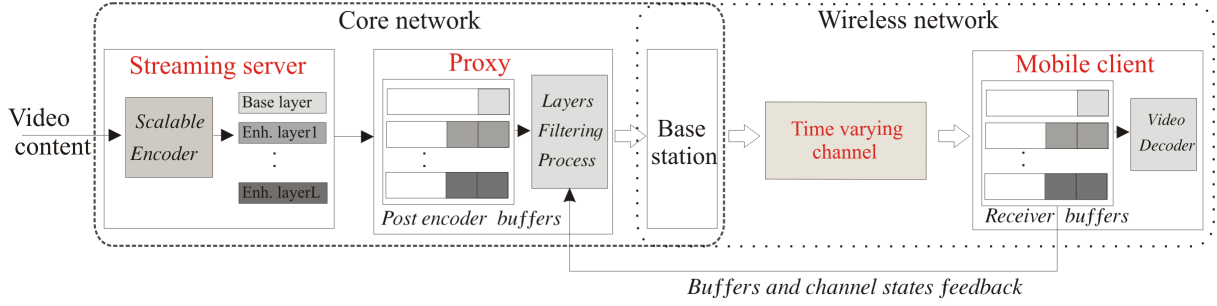 Core network
Wireless network
Streaming server
Proxy
Mobile client
Video
content
Scalable
Encoder
Base layer
Enh. layer1
⋮
Enh. layerL
⋮
Post encoder buffers
Layers
Filtering
Process
Base
station
Time varying
channel
⋮
Receiver buffers
Video
Decoder
Buffers and channel states feedback